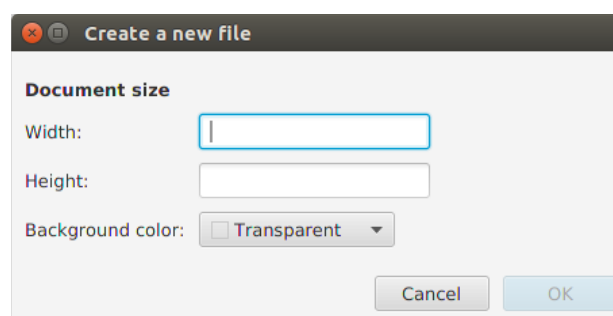 Create a new file
Document size
Width:
Height:
Background color: Transparent
Cancel OK